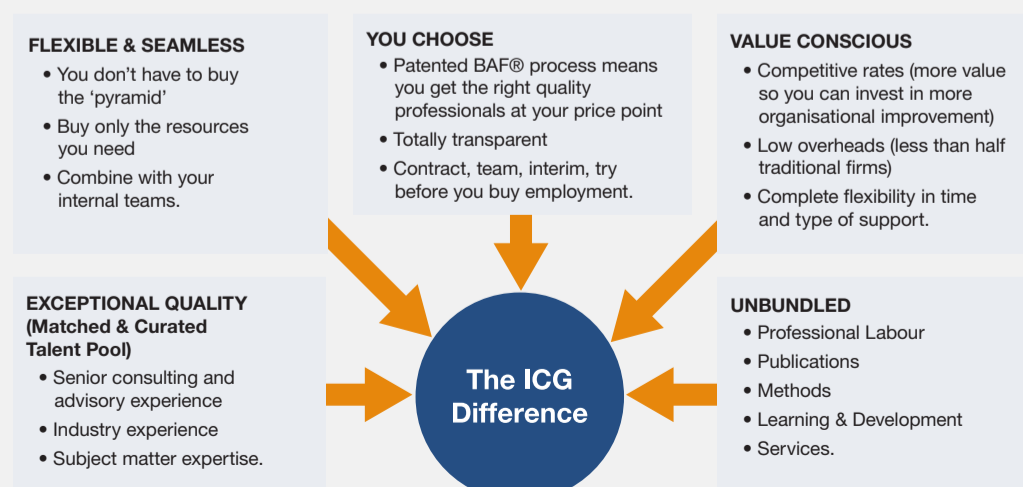 FLEXIBLE & SEAMLESS
• You don’t have to buy
the ‘pyramid’
• Buy only the resources
you need
• Combine with your
internal teams.
YOU CHOOSE
• Patented BAF® process means
you get the right quality
professionals at your price point
• Totally transparent
• Contract, team, interim, try
before you buy employment.
VALUE CONSCIOUS
• Competitive rates (more value
so you can invest in more
organisational improvement)
• Low overheads (less than half
traditional firms)
• Complete flexibility in time
and type of support.
EXCEPTIONAL QUALITY
(Matched & Curated
Talent Pool)
• Senior consulting and
advisory experience
• Industry experience
• Subject matter expertise.
The ICG
Difference
UNBUNDLED
• Professional Labour
• Publications
• Methods
• Learning & Development
• Services.